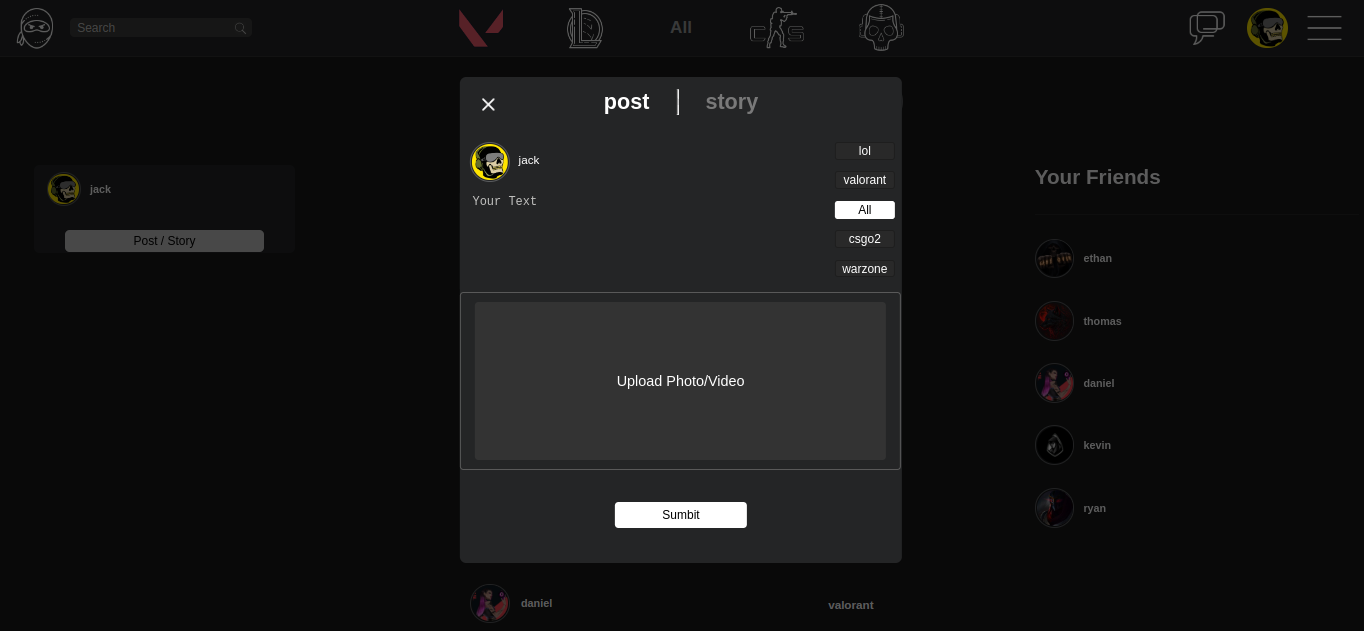 Search
All
post
story
jack
lol
valorant
All
csgo2
warzone
Your Text
Upload Photo/Video
Sumbit
jack
Post / Story
Your Friends
ethan
thomas
daniel
kevin
ryan
daniel
valorant